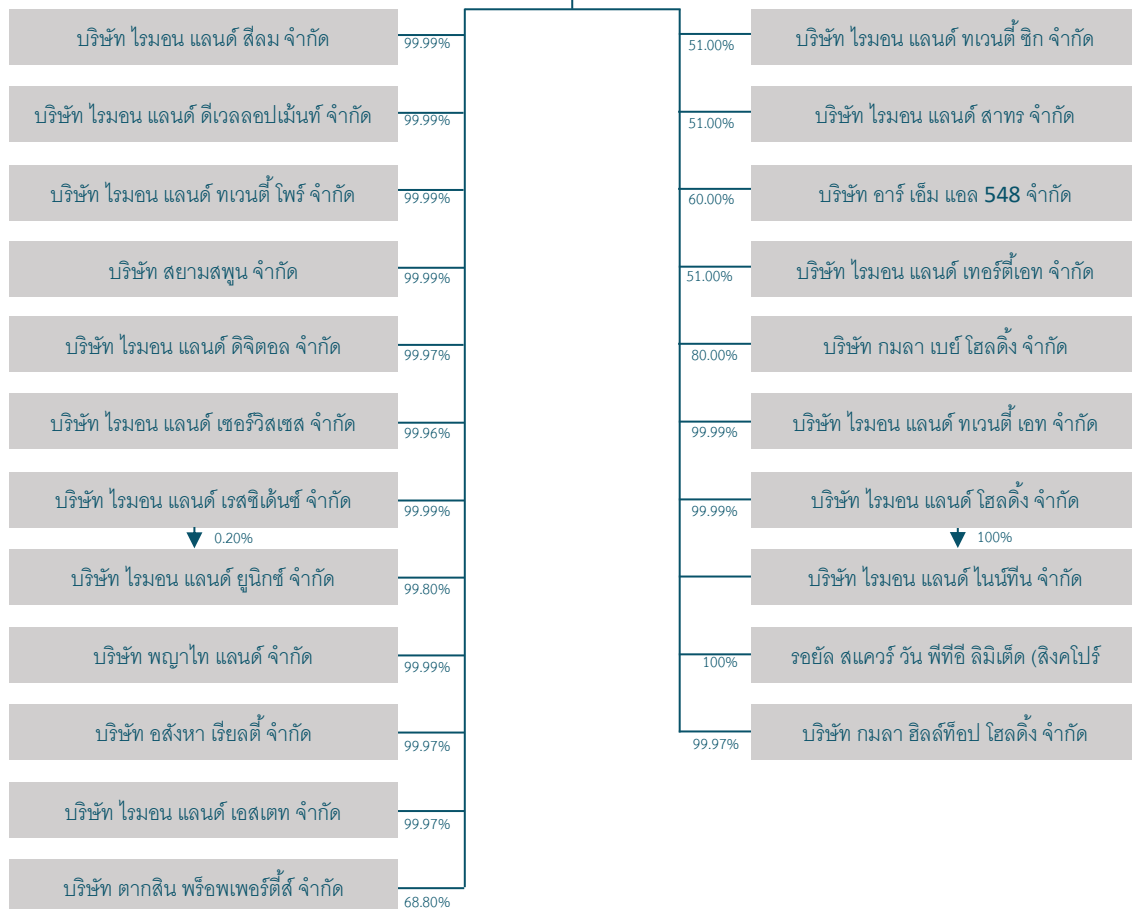 บริษัท ไรมอน แลนด์ สีลม จำกัด
99.99%
บริษัท ไรมอน แลนด์ ดีเวลลอปเม้นท์ จำกัด
99.99%
บริษัท ไรมอน แลนด์ ทเวนตี้ โฟร์ จำกัด
99.99%
บริษัท สยามสพูน จำกัด
99.99%
บริษัท ไรมอน แลนด์ ดิจิตอล จำกัด
99.97%
บริษัท ไรมอน แลนด์ เซอร์วิสเซส จำกัด
99.96%
บริษัท ไรมอน แลนด์ เรสซิเด้นซ์ จำกัด
99.99%
0.20%
บริษัท ไรมอน แลนด์ ยูนิกซ์ จำกัด
99.80%
บริษัท พญาไท แลนด์ จำกัด
99.99%
บริษัท อสังหา เรียลตี้ จำกัด
99.97%
บริษัท ไรมอน แลนด์ เอสเตท จำกัด
99.97%
บริษัท ตากสิน พร็อพเพอร์ตี้ส์ จำกัด
68.80%
51.00%
บริษัท ไรมอน แลนด์ ทเวนตี้ ซิก จำกัด
51.00%
บริษัท ไรมอน แลนด์ สาทร จำกัด
60.00%
บริษัท อาร์ เอ็ม แอล 548 จำกัด
51.00%
บริษัท ไรมอน แลนด์ เทอร์ตี้เอท จำกัด
80.00%
บริษัท กมลา เบย์ โฮลดิ้ง จำกัด
99.99%
บริษัท ไรมอน แลนด์ ทเวนตี้ เอท จำกัด
99.99%
บริษัท ไรมอน แลนด์ โฮลดิ้ง จำกัด
100%
บริษัท ไรมอน แลนด์ ไนน์ทีน จำกัด
100%
รอยัล สแควร์ วัน พีทีอี ลิมิเต็ด (สิงคโปร์
99.97%
บริษัท กมลา ฮิลล์ท็อป โฮลดิ้ง จำกัด